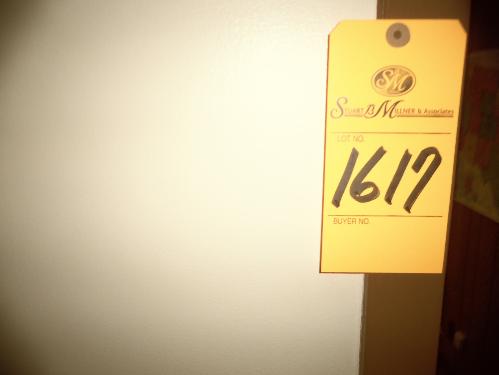 SM
Stuart B. Millner & Associates
LOT NO.
1617
BUYER NO.